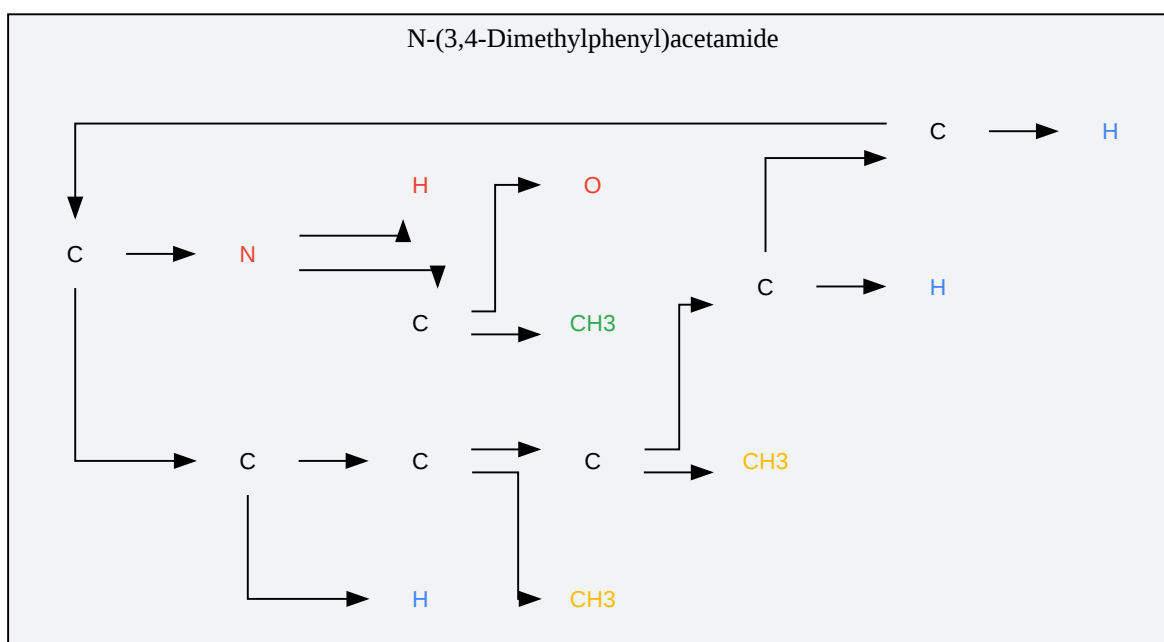 N-(3,4-Dimethylphenyl)acetamide
C H
H O
C N
C H
C CH3
C C C CH3
H CH3